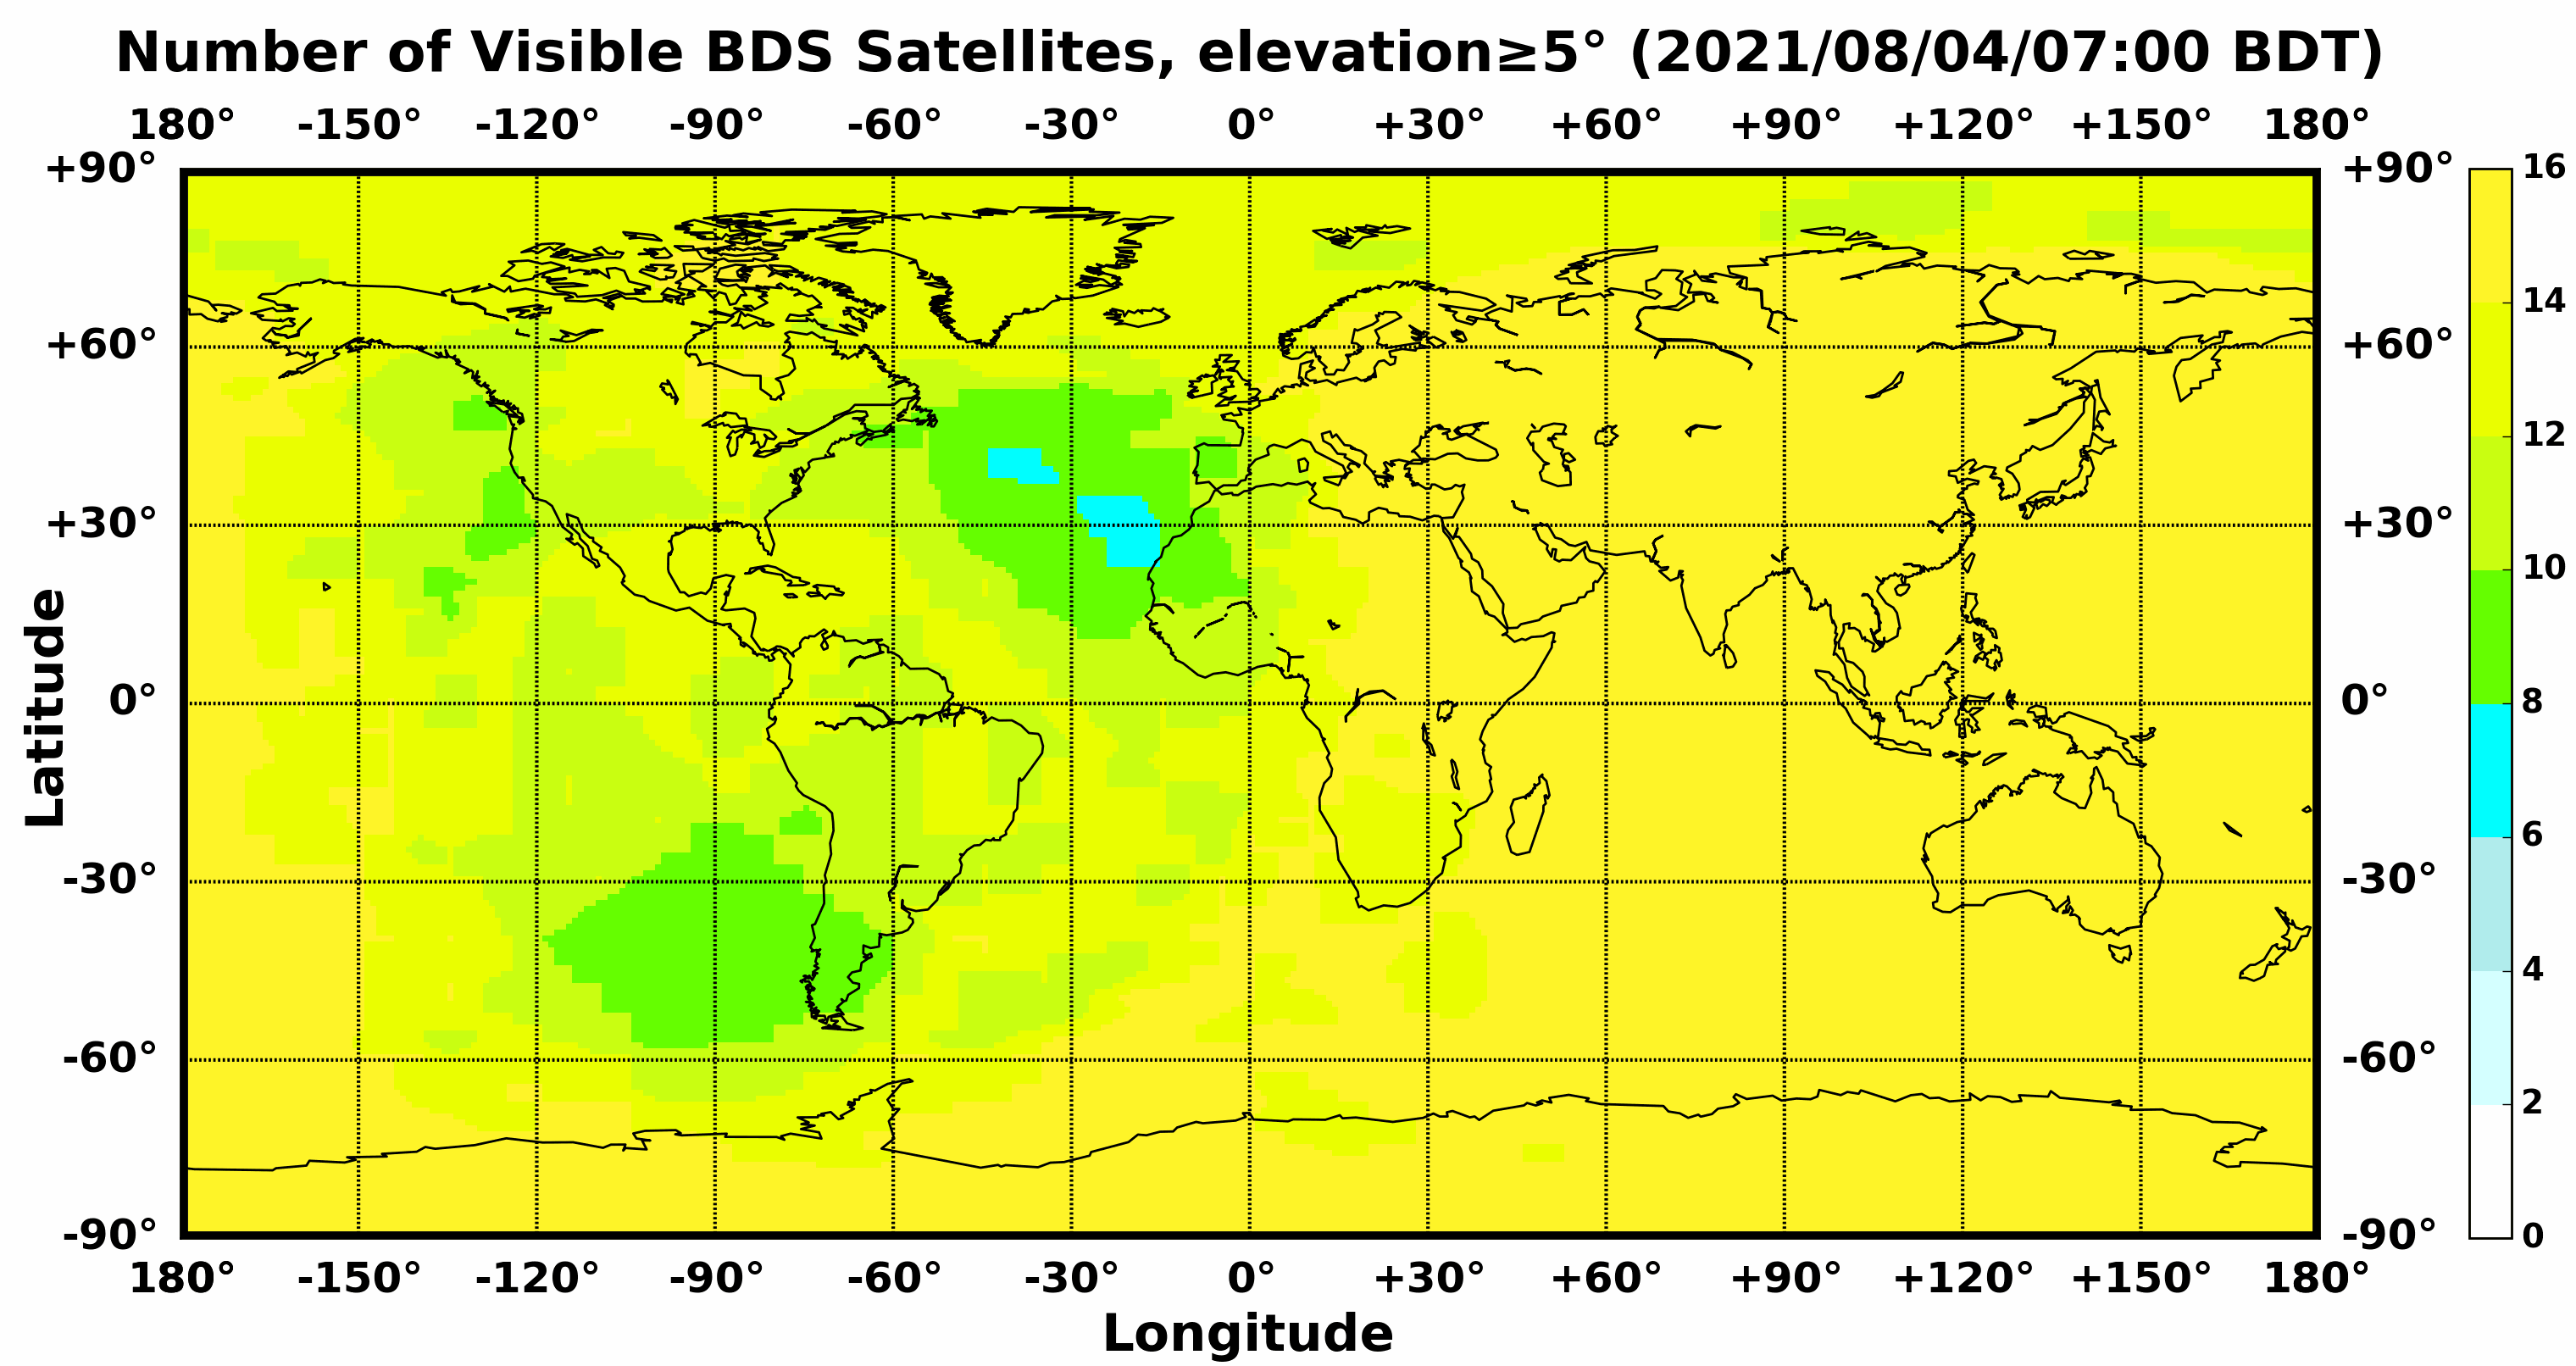 Number of Visible BDS Satellites, elevation≥5° (2021/08/04/07:00 BDT)
180° -150° -120° -90° -60° -30° 0° +30° +60° +90° +120° +150° 180°
+90° +90° 16
14
+60° +60°
12
+30° +30° 10
0° 0° 8
6
-30° -30°
4
-60° -60° 2
-90° -90° 0
180° -150° -120° -90° -60° -30° 0° +30° +60° +90° +120° +150° 180°
Latitude
Longitude